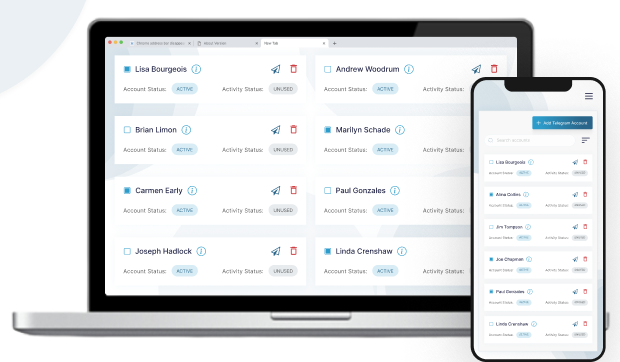 New Tab
Lisa Bourgeois
Account Status: ACTIVE Activity Status: UNUSED
Andrew Woodrum
Account Status: ACTIVE Activity Status:
Brian Limon
Account Status: ACTIVE Activity Status: UNUSED
Marilyn Schade
Account Status: ACTIVE Activity Status:
Carmen Early
Account Status: ACTIVE Activity Status: UNUSED
Paul Gonzales
Account Status: ACTIVE Activity Status:
Joseph Hadlock
Account Status: ACTIVE Activity Status: UNUSED
Linda Crenshaw
Account Status: ACTIVE Activity Status:
+ Add Telegram Account
Search accounts
Lisa Bourgeois
Account Status: ACTIVE Activity Status: UNUSED
Anna Collins
Account Status: ACTIVE Activity Status: UNUSED
Jim Tompson
Account Status: ACTIVE Activity Status: UNUSED
Joe Chapman
Account Status: ACTIVE Activity Status: UNUSED
Paul Gonzales
Account Status: ACTIVE Activity Status: UNUSED
Linda Crenshaw
Account Status: ACTIVE Activity Status: UNUSED